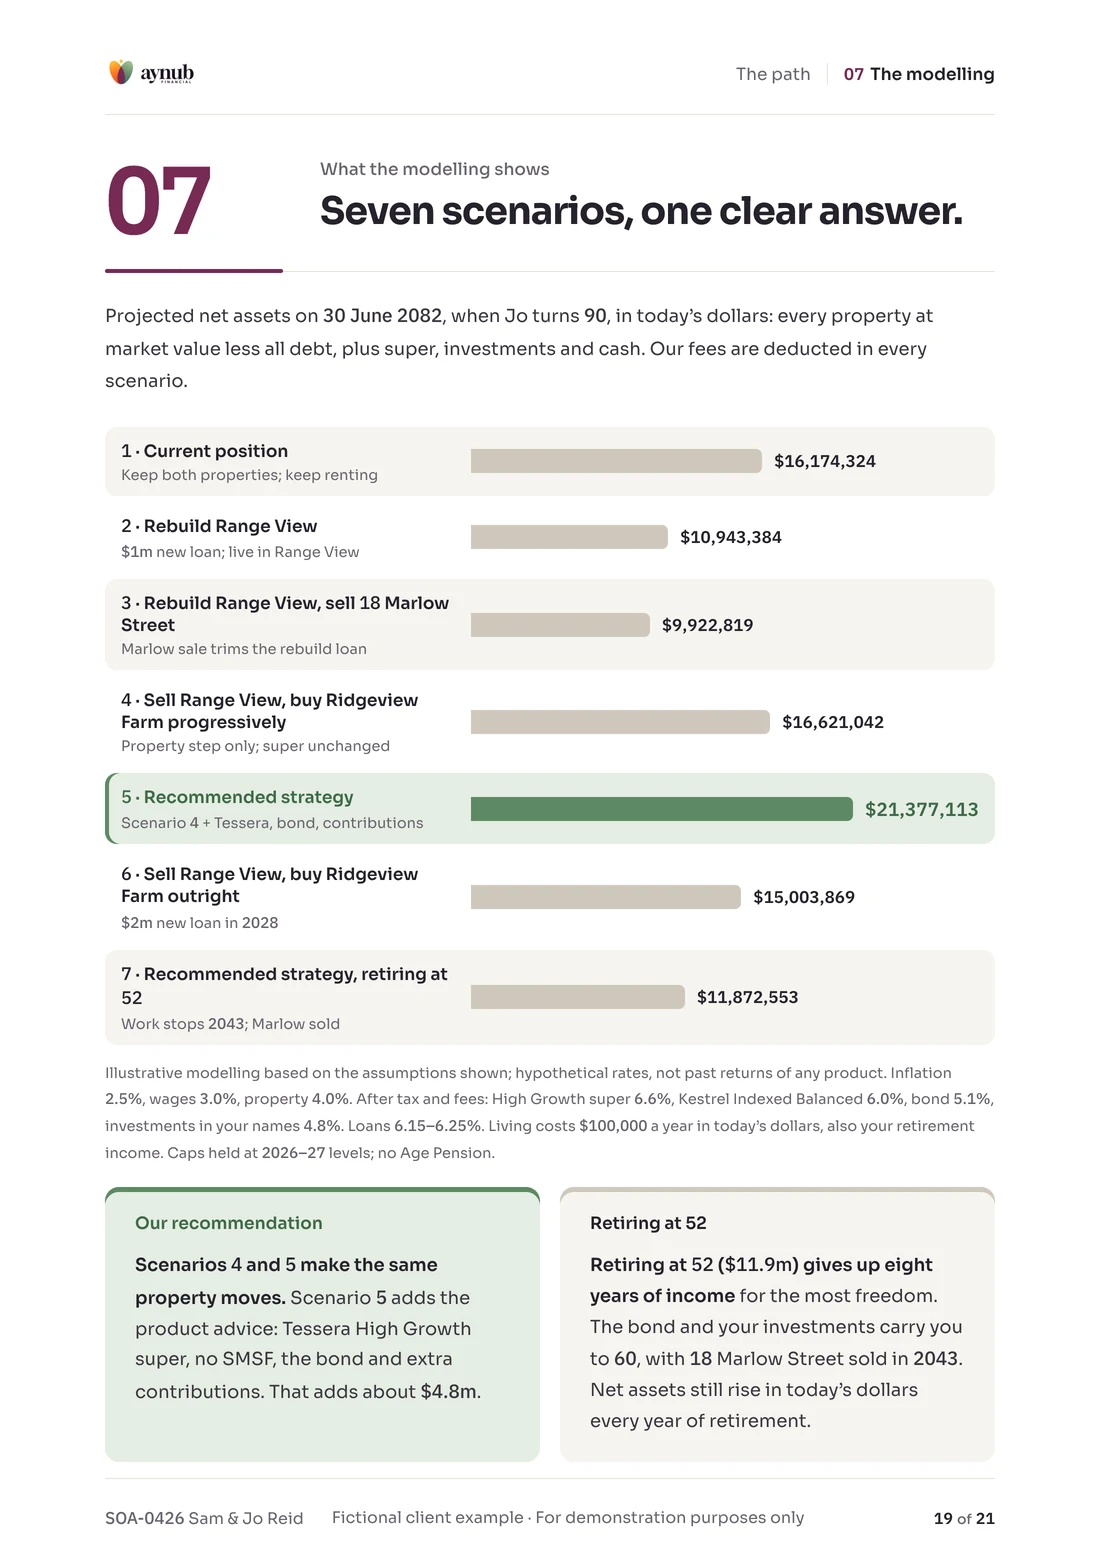 aynub
FINANCIAL
The path
07 The modelling
07
What the modelling shows
Seven scenarios, one clear answer.
Projected net assets on 30 June 2082, when Jo turns 90, in today’s dollars: every property at
market value less all debt, plus super, investments and cash. Our fees are deducted in every
scenario.
1 · Current position
Keep both properties; keep renting
$16,174,324
2 · Rebuild Range View
$1m new loan; live in Range View
$10,943,384
3 · Rebuild Range View, sell 18 Marlow
Street
Marlow sale trims the rebuild loan
$9,922,819
4 · Sell Range View, buy Ridgeview
Farm progressively
Property step only; super unchanged
$16,621,042
5 · Recommended strategy
Scenario 4 + Tessera, bond, contributions
$21,377,113
6 · Sell Range View, buy Ridgeview
Farm outright
$2m new loan in 2028
$15,003,869
7 · Recommended strategy, retiring at
52
Work stops 2043; Marlow sold
$11,872,553
Illustrative modelling based on the assumptions shown; hypothetical rates, not past returns of any product. Inflation
2.5%, wages 3.0%, property 4.0%. After tax and fees: High Growth super 6.6%, Kestrel Indexed Balanced 6.0%, bond 5.1%,
investments in your names 4.8%. Loans 6.15–6.25%. Living costs $100,000 a year in today’s dollars, also your retirement
income. Caps held at 2026–27 levels; no Age Pension.
Our recommendation
Scenarios 4 and 5 make the same
property moves. Scenario 5 adds the
product advice: Tessera High Growth
super, no SMSF, the bond and extra
contributions. That adds about $4.8m.
Retiring at 52
Retiring at 52 ($11.9m) gives up eight
years of income for the most freedom.
The bond and your investments carry you
to 60, with 18 Marlow Street sold in 2043.
Net assets still rise in today’s dollars
every year of retirement.
SOA-0426 Sam & Jo Reid
Fictional client example · For demonstration purposes only
19 of 21